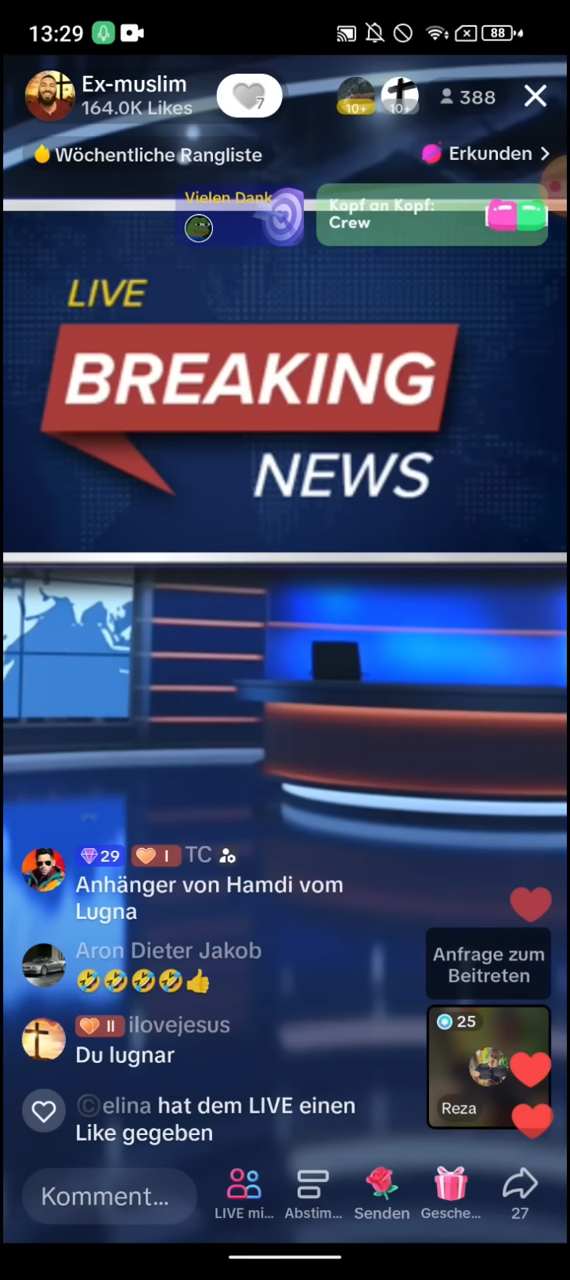 13:29
88
Ex-muslim
164.0K Likes
7
10+
10+
388
Wöchentliche Rangliste
Erkunden
Vielen Dank
Kopf an Kopf:
Crew
LIVE
BREAKING
NEWS
29 I TC
Anhänger von Hamdi vom
Lugna
Aron Dieter Jakob
🤣🤣🤣🤣👍
II ilovejesus
Du lugnar
Ⓒelina hat dem LIVE einen
Like gegeben
Anfrage zum
Beitreten
25
Reza
Komment...
LIVE mi...
Abstim...
Senden
Gesche...
27